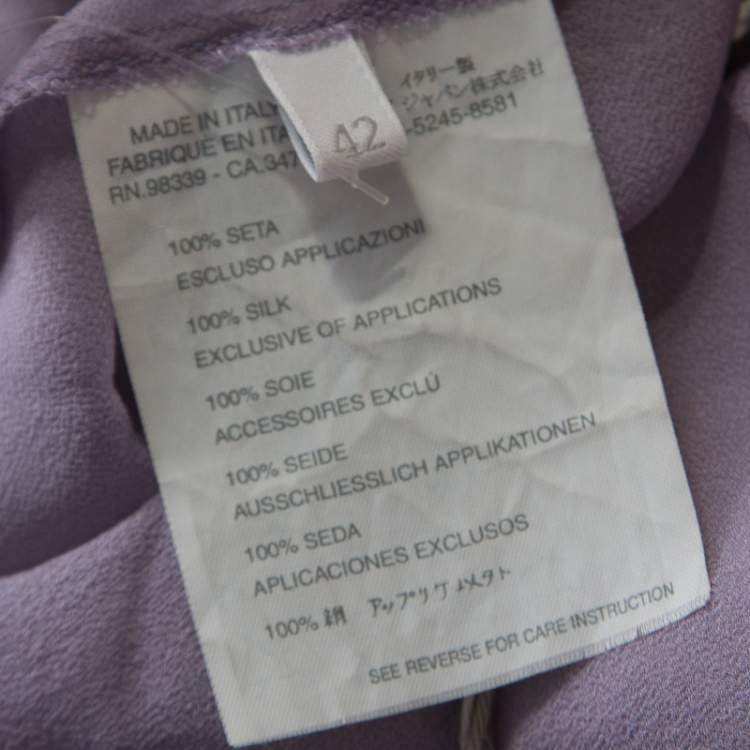 MADE IN ITALY イタリー製
FABRIQUE EN ITA ジャパン株式会社
RN.98339 - CA.347 -5245-8581
42
100% SETA
ESCLUSO APPLICAZIONI
100% SILK
EXCLUSIVE OF APPLICATIONS
100% SOIE
ACCESSOIRES EXCLÚ
100% SEIDE
AUSSCHLIESSLICH APPLIKATIONEN
100% SEDA
APLICACIONES EXCLUSOS
100% 絹 アップリケ以外
SEE REVERSE FOR CARE INSTRUCTION